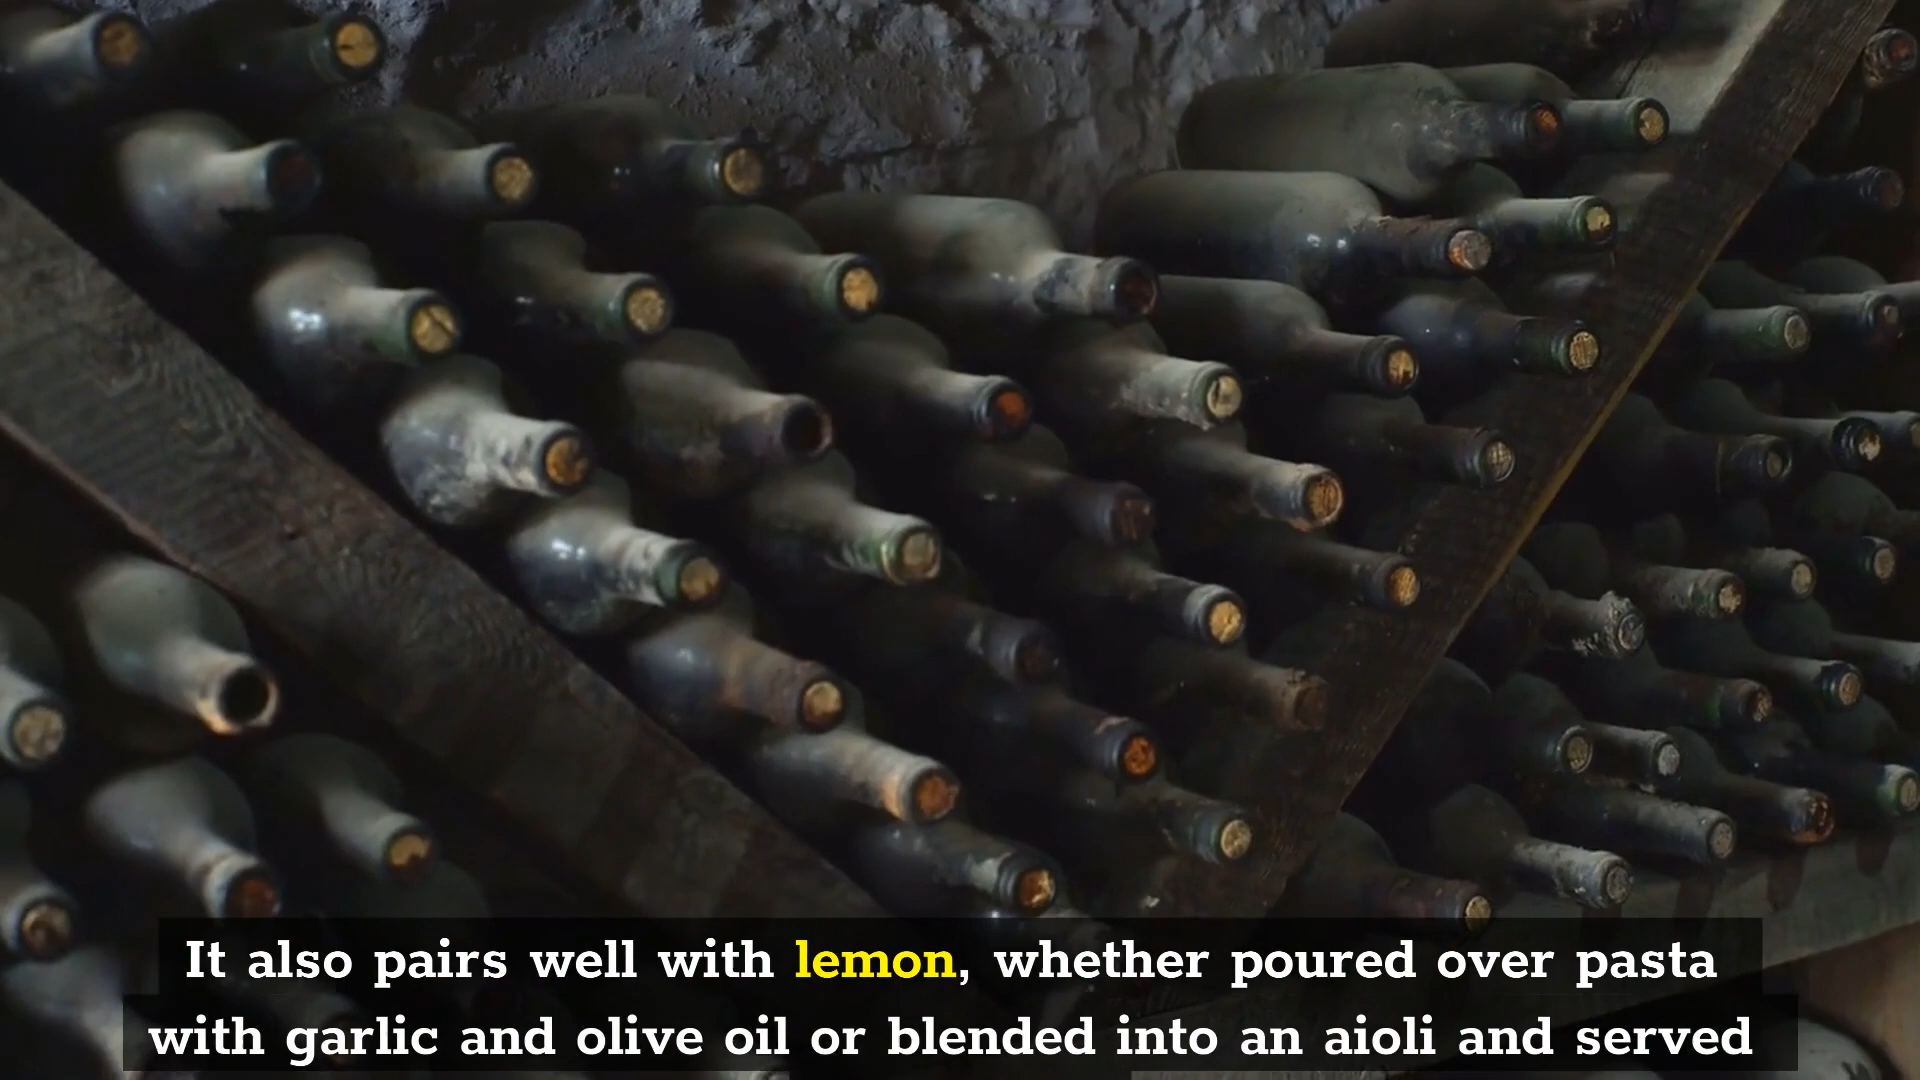 It also pairs well with lemon, whether poured over pasta
with garlic and olive oil or blended into an aioli and served